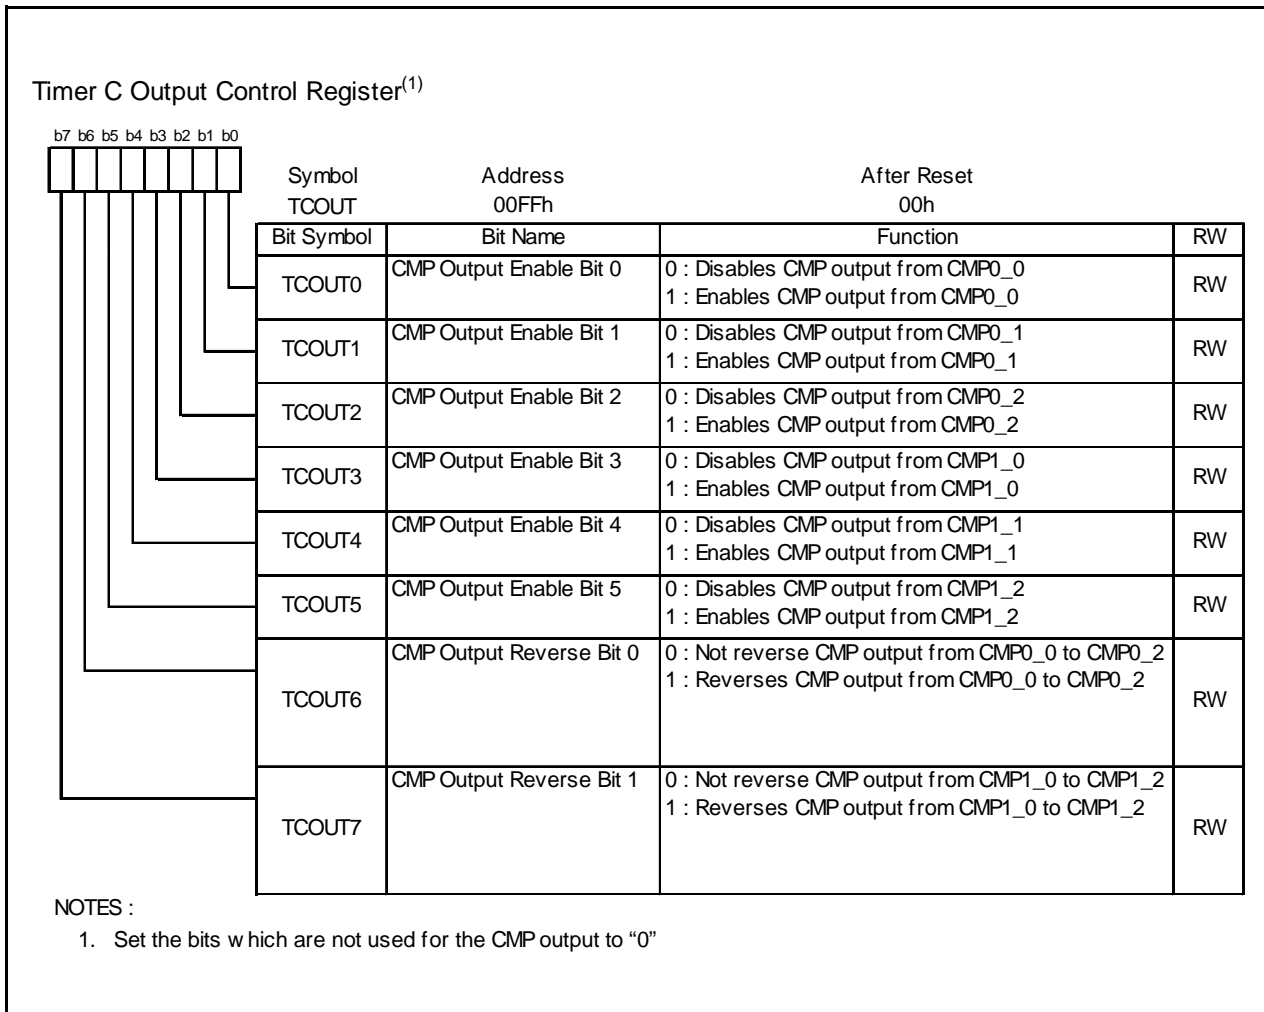 Timer C Output Control Register(1)
b7 b6 b5 b4 b3 b2 b1 b0
Symbol Address After Reset
TCOUT 00FFh 00h
Bit Symbol Bit Name Function RW
TCOUT0 CMP Output Enable Bit 0 0 : Disables CMP output from CMP0_0 RW
1 : Enables CMP output from CMP0_0
TCOUT1 CMP Output Enable Bit 1 0 : Disables CMP output from CMP0_1 RW
1 : Enables CMP output from CMP0_1
TCOUT2 CMP Output Enable Bit 2 0 : Disables CMP output from CMP0_2 RW
1 : Enables CMP output from CMP0_2
TCOUT3 CMP Output Enable Bit 3 0 : Disables CMP output from CMP1_0 RW
1 : Enables CMP output from CMP1_0
TCOUT4 CMP Output Enable Bit 4 0 : Disables CMP output from CMP1_1 RW
1 : Enables CMP output from CMP1_1
TCOUT5 CMP Output Enable Bit 5 0 : Disables CMP output from CMP1_2 RW
1 : Enables CMP output from CMP1_2
TCOUT6 CMP Output Reverse Bit 0 0 : Not reverse CMP output from CMP0_0 to CMP0_2 RW
1 : Reverses CMP output from CMP0_0 to CMP0_2
TCOUT7 CMP Output Reverse Bit 1 0 : Not reverse CMP output from CMP1_0 to CMP1_2 RW
1 : Reverses CMP output from CMP1_0 to CMP1_2
NOTES :
1. Set the bits which are not used for the CMP output to “0”